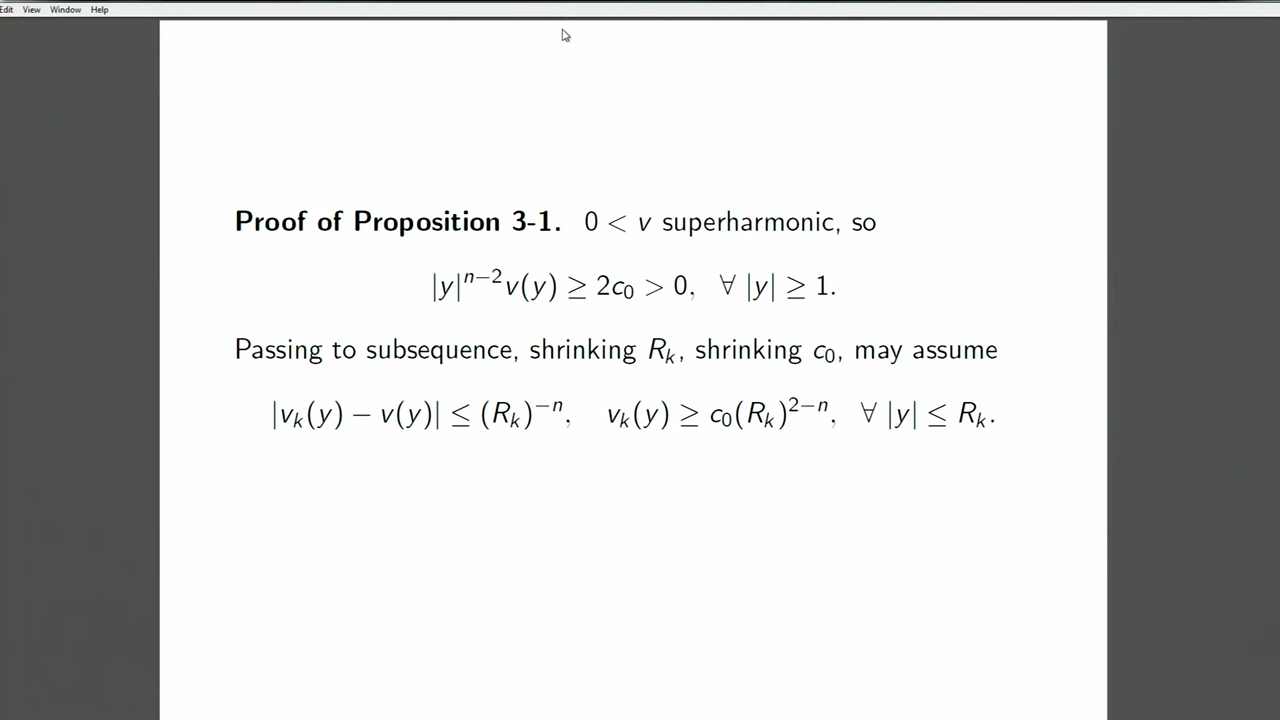 Edit View Window Help
Proof of Proposition 3-1. 0 < v superharmonic, so
|y|^{n−2}v(y) ≥ 2c_0 > 0, ∀ |y| ≥ 1.
Passing to subsequence, shrinking R_k, shrinking c_0, may assume
|v_k(y) − v(y)| ≤ (R_k)^{−n}, v_k(y) ≥ c_0(R_k)^{2−n}, ∀ |y| ≤ R_k.